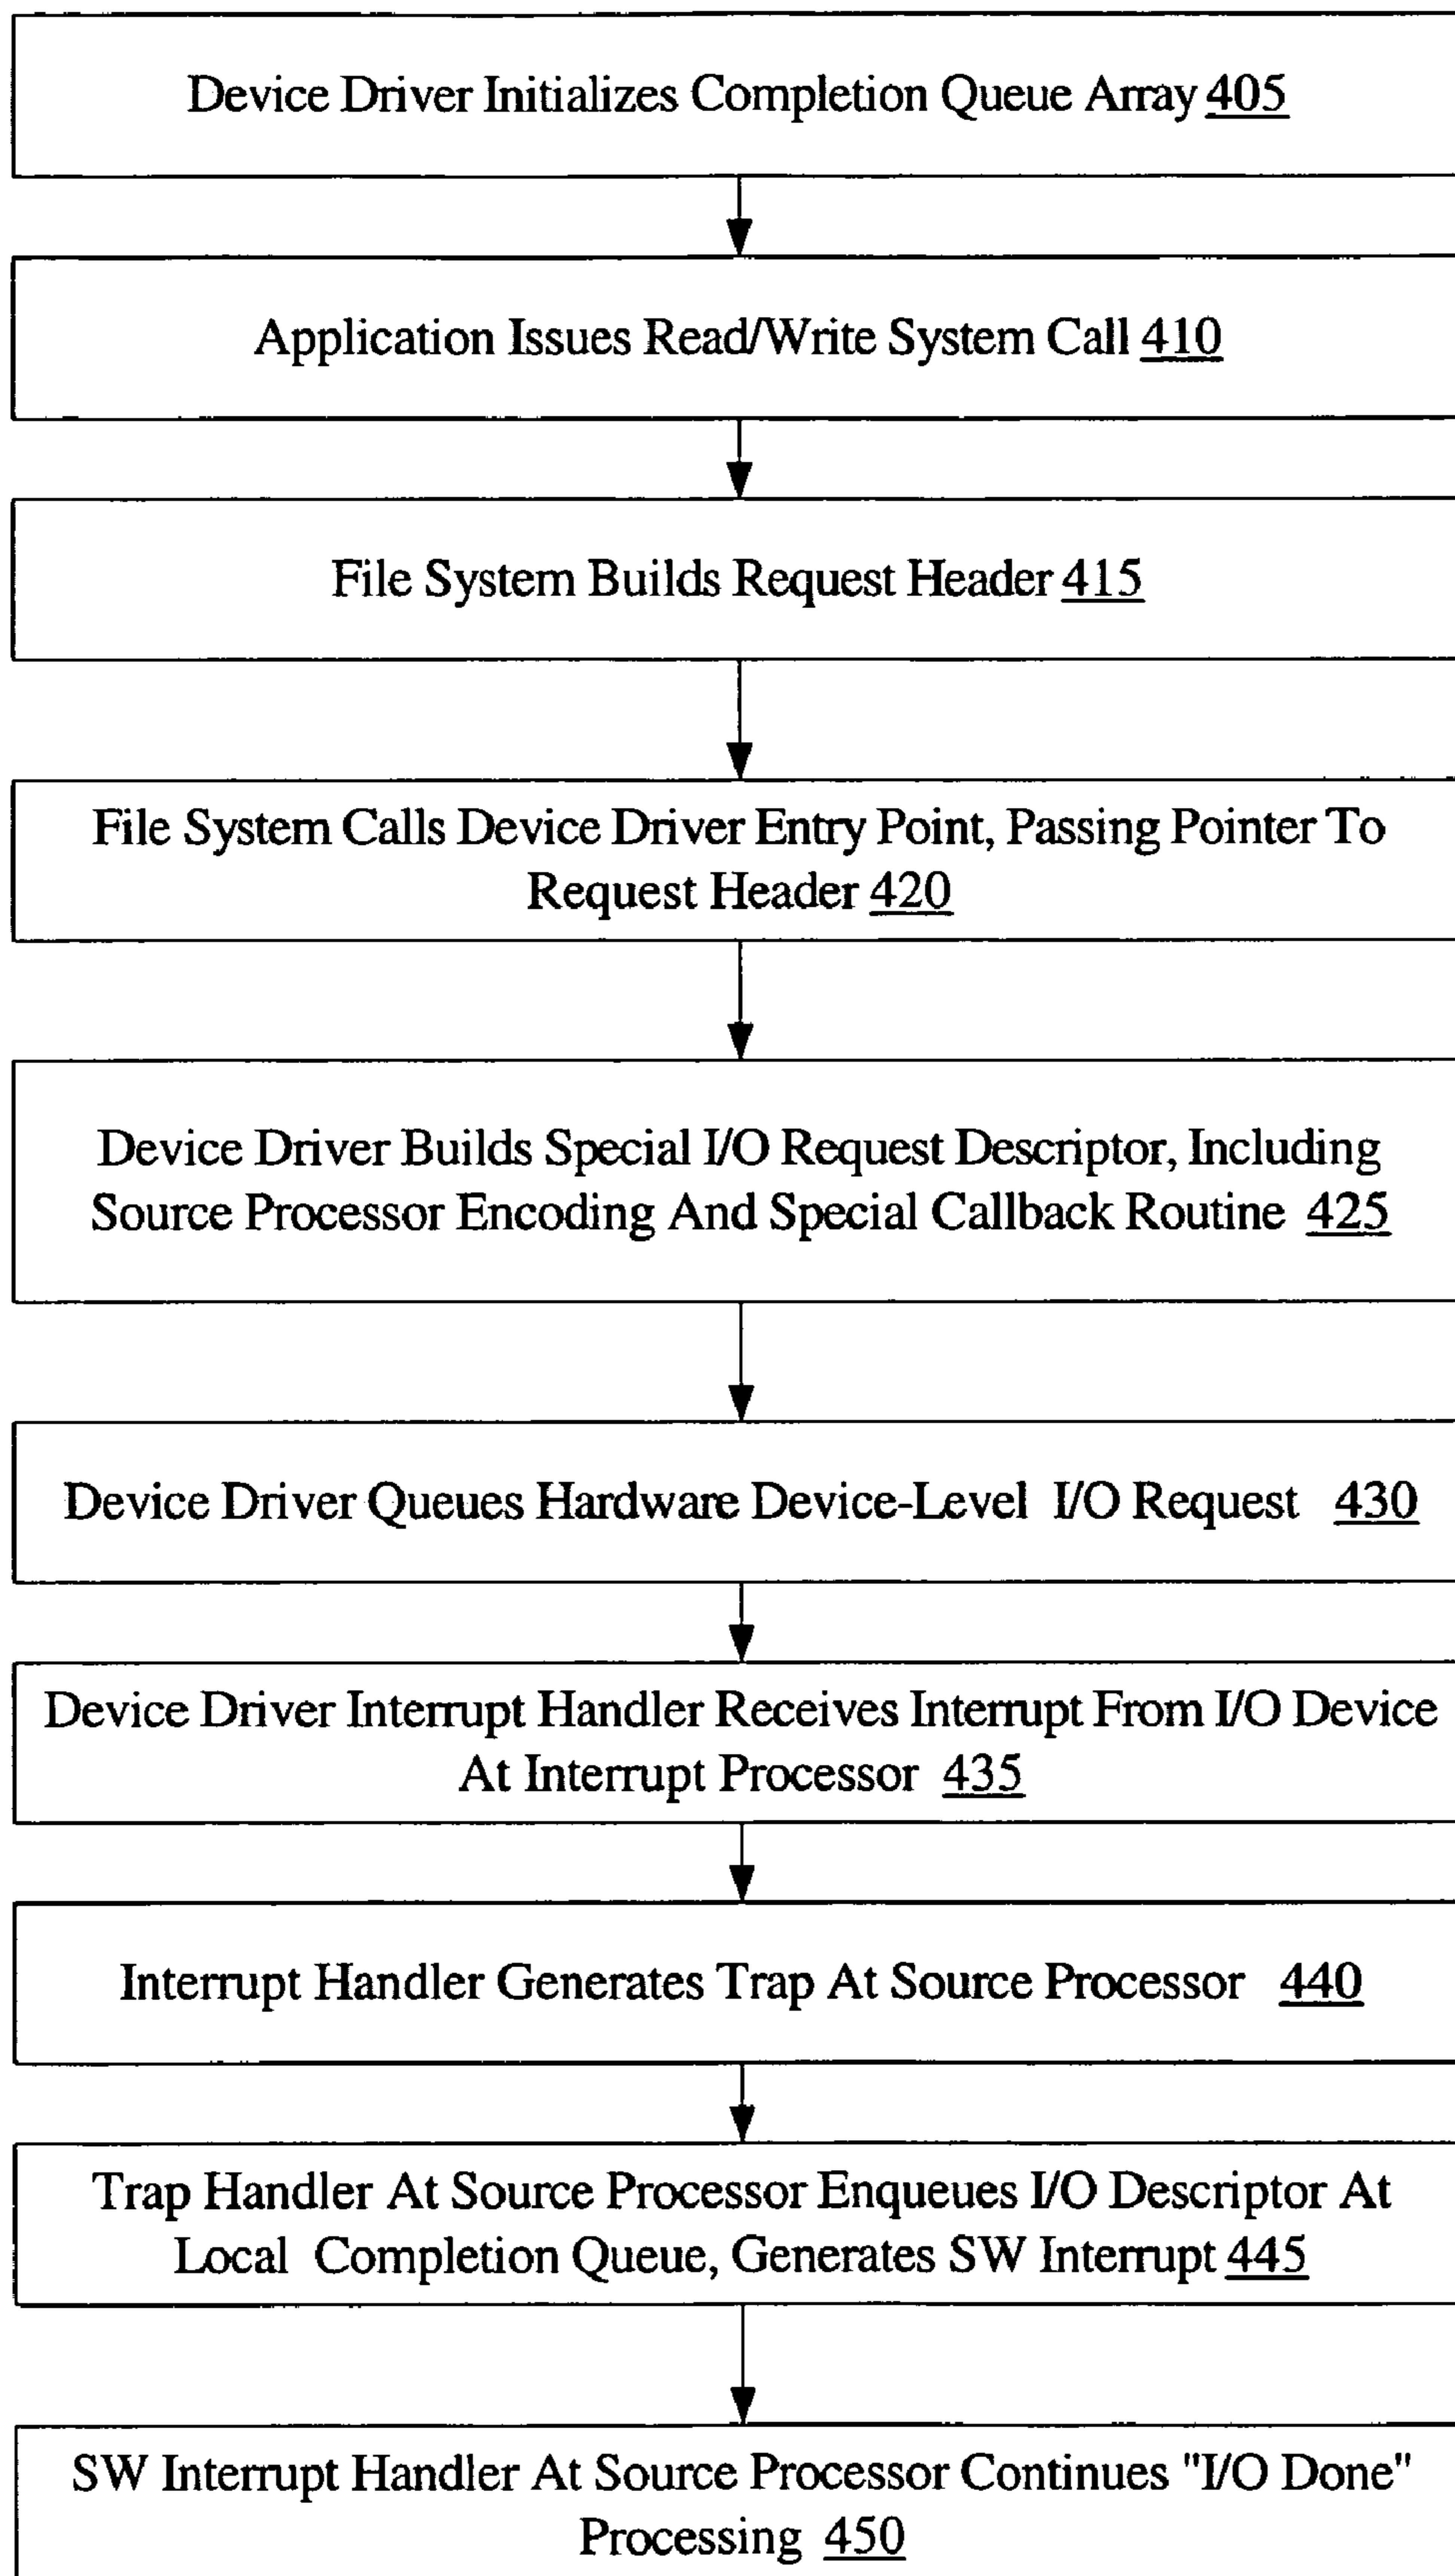 Device Driver Initializes Completion Queue Array 405
Application Issues Read/Write System Call 410
File System Builds Request Header 415
File System Calls Device Driver Entry Point, Passing Pointer To
Request Header 420
Device Driver Builds Special I/O Request Descriptor, Including
Source Processor Encoding And Special Callback Routine 425
Device Driver Queues Hardware Device-Level I/O Request 430
Device Driver Interrupt Handler Receives Interrupt From I/O Device
At Interrupt Processor 435
Interrupt Handler Generates Trap At Source Processor 440
Trap Handler At Source Processor Enqueues I/O Descriptor At
Local Completion Queue, Generates SW Interrupt 445
SW Interrupt Handler At Source Processor Continues "I/O Done"
Processing 450